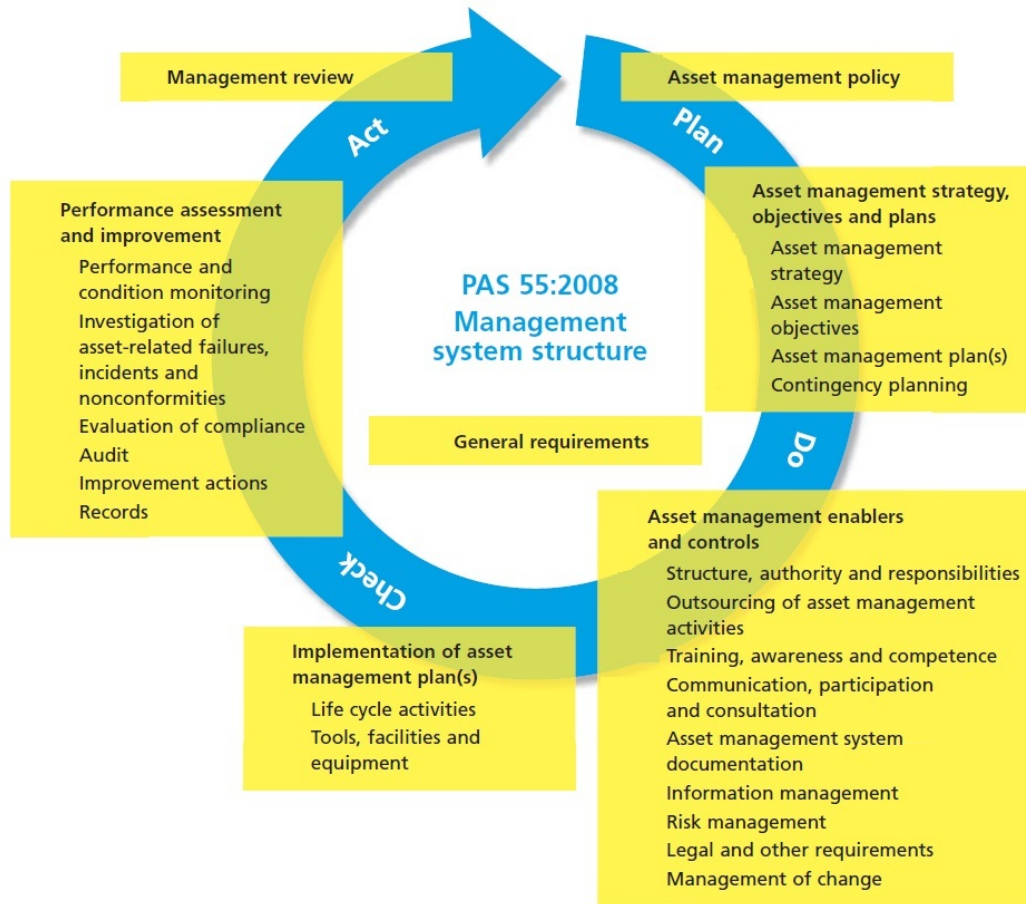 Management review
Asset management policy
Act
Plan
Performance assessment
and improvement
Performance and
condition monitoring
Investigation of
asset-related failures,
incidents and
nonconformities
Evaluation of compliance
Audit
Improvement actions
Records
PAS 55:2008
Management
system structure
General requirements
Asset management strategy,
objectives and plans
Asset management
strategy
Asset management
objectives
Asset management plan(s)
Contingency planning
Do
Asset management enablers
and controls
Structure, authority and responsibilities
Outsourcing of asset management
activities
Training, awareness and competence
Communication, participation
and consultation
Asset management system
documentation
Information management
Risk management
Legal and other requirements
Management of change
Check
Implementation of asset
management plan(s)
Life cycle activities
Tools, facilities and
equipment